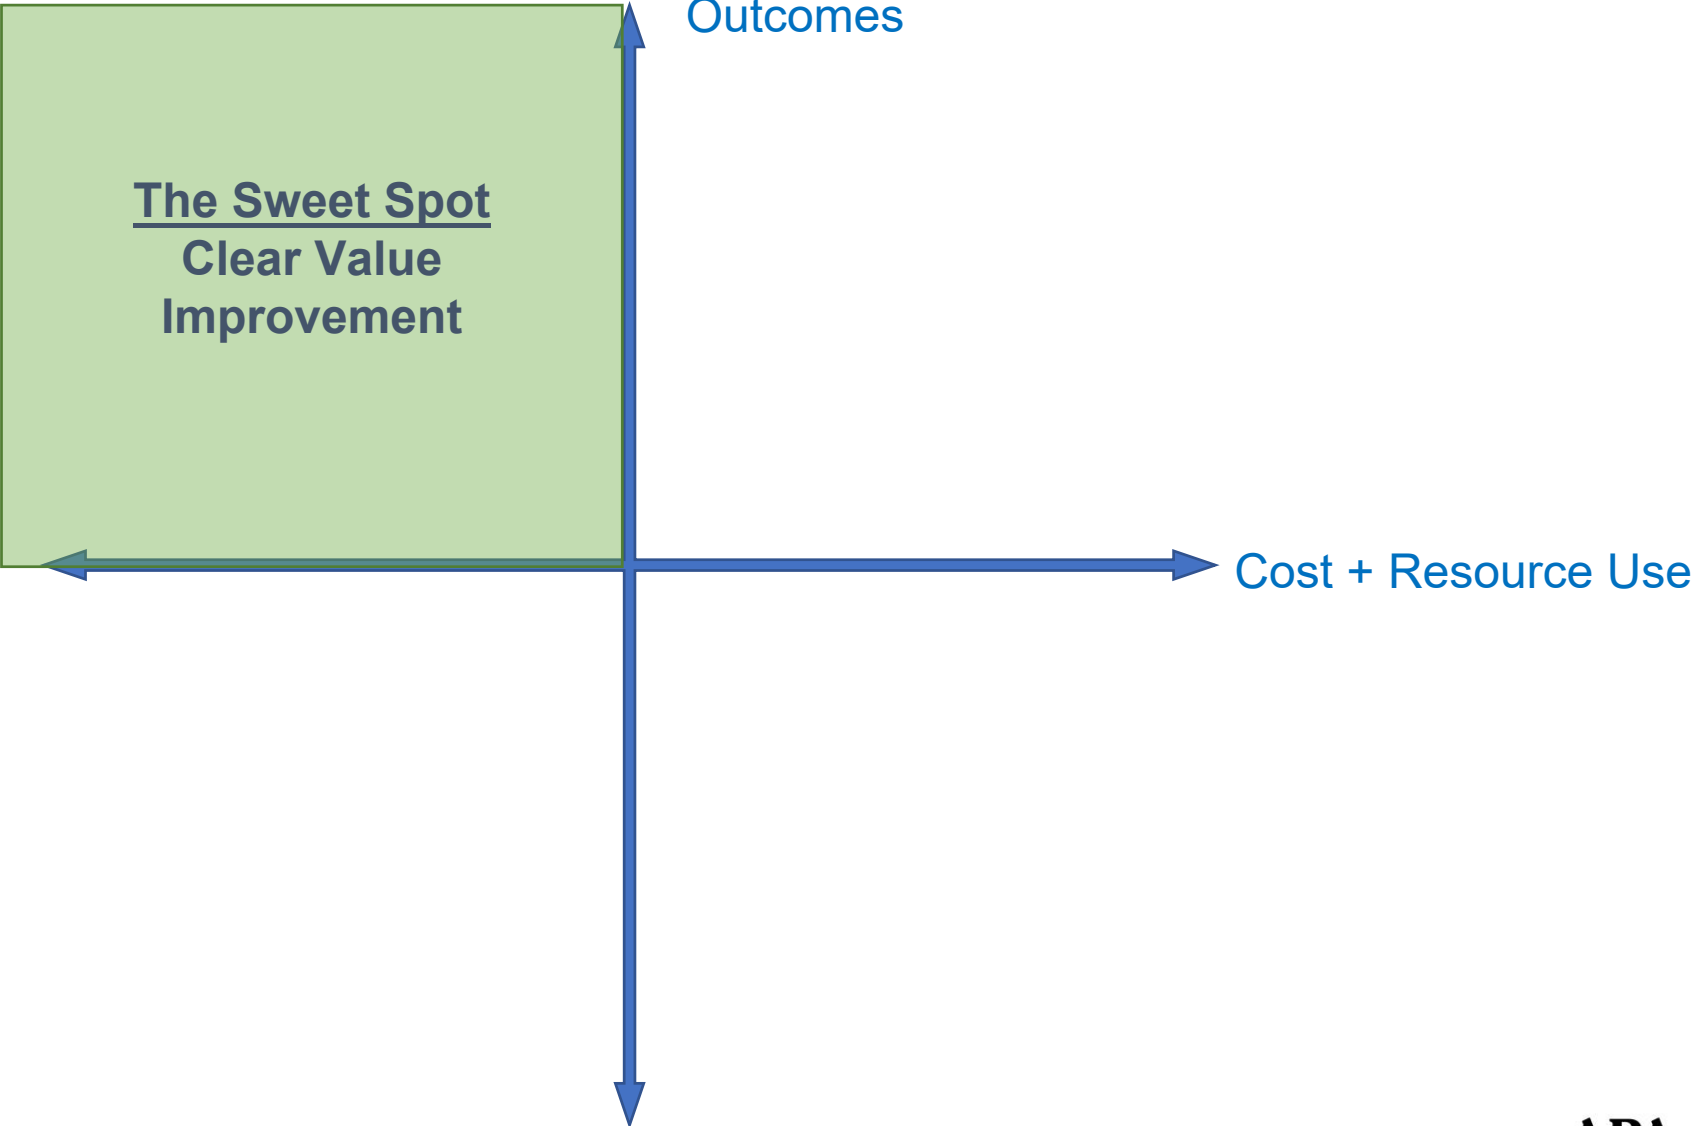 Outcomes
The Sweet Spot
Clear Value
Improvement
Cost + Resource Use